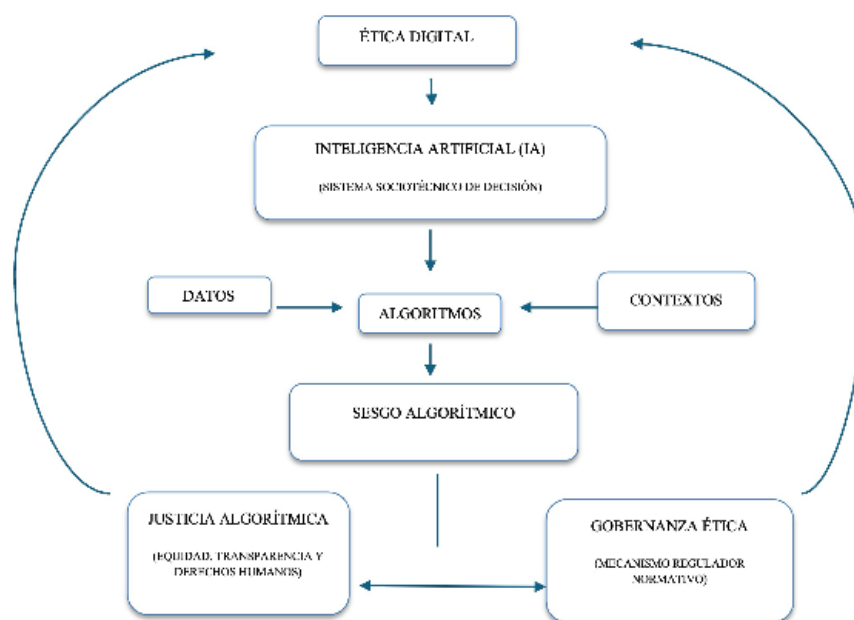 ÉTICA DIGITAL
INTELIGENCIA ARTIFICIAL (IA)
(SISTEMA SOCIOTÉCNICO DE DECISIÓN)
DATOS
ALGORITMOS
CONTEXTOS
SESGO ALGORÍTMICO
JUSTICIA ALGORÍTMICA
(EQUIDAD, TRANSPARENCIA Y
DERECHOS HUMANOS)
GOBERNANZA ÉTICA
(MECANISMO REGULADOR
NORMATIVO)